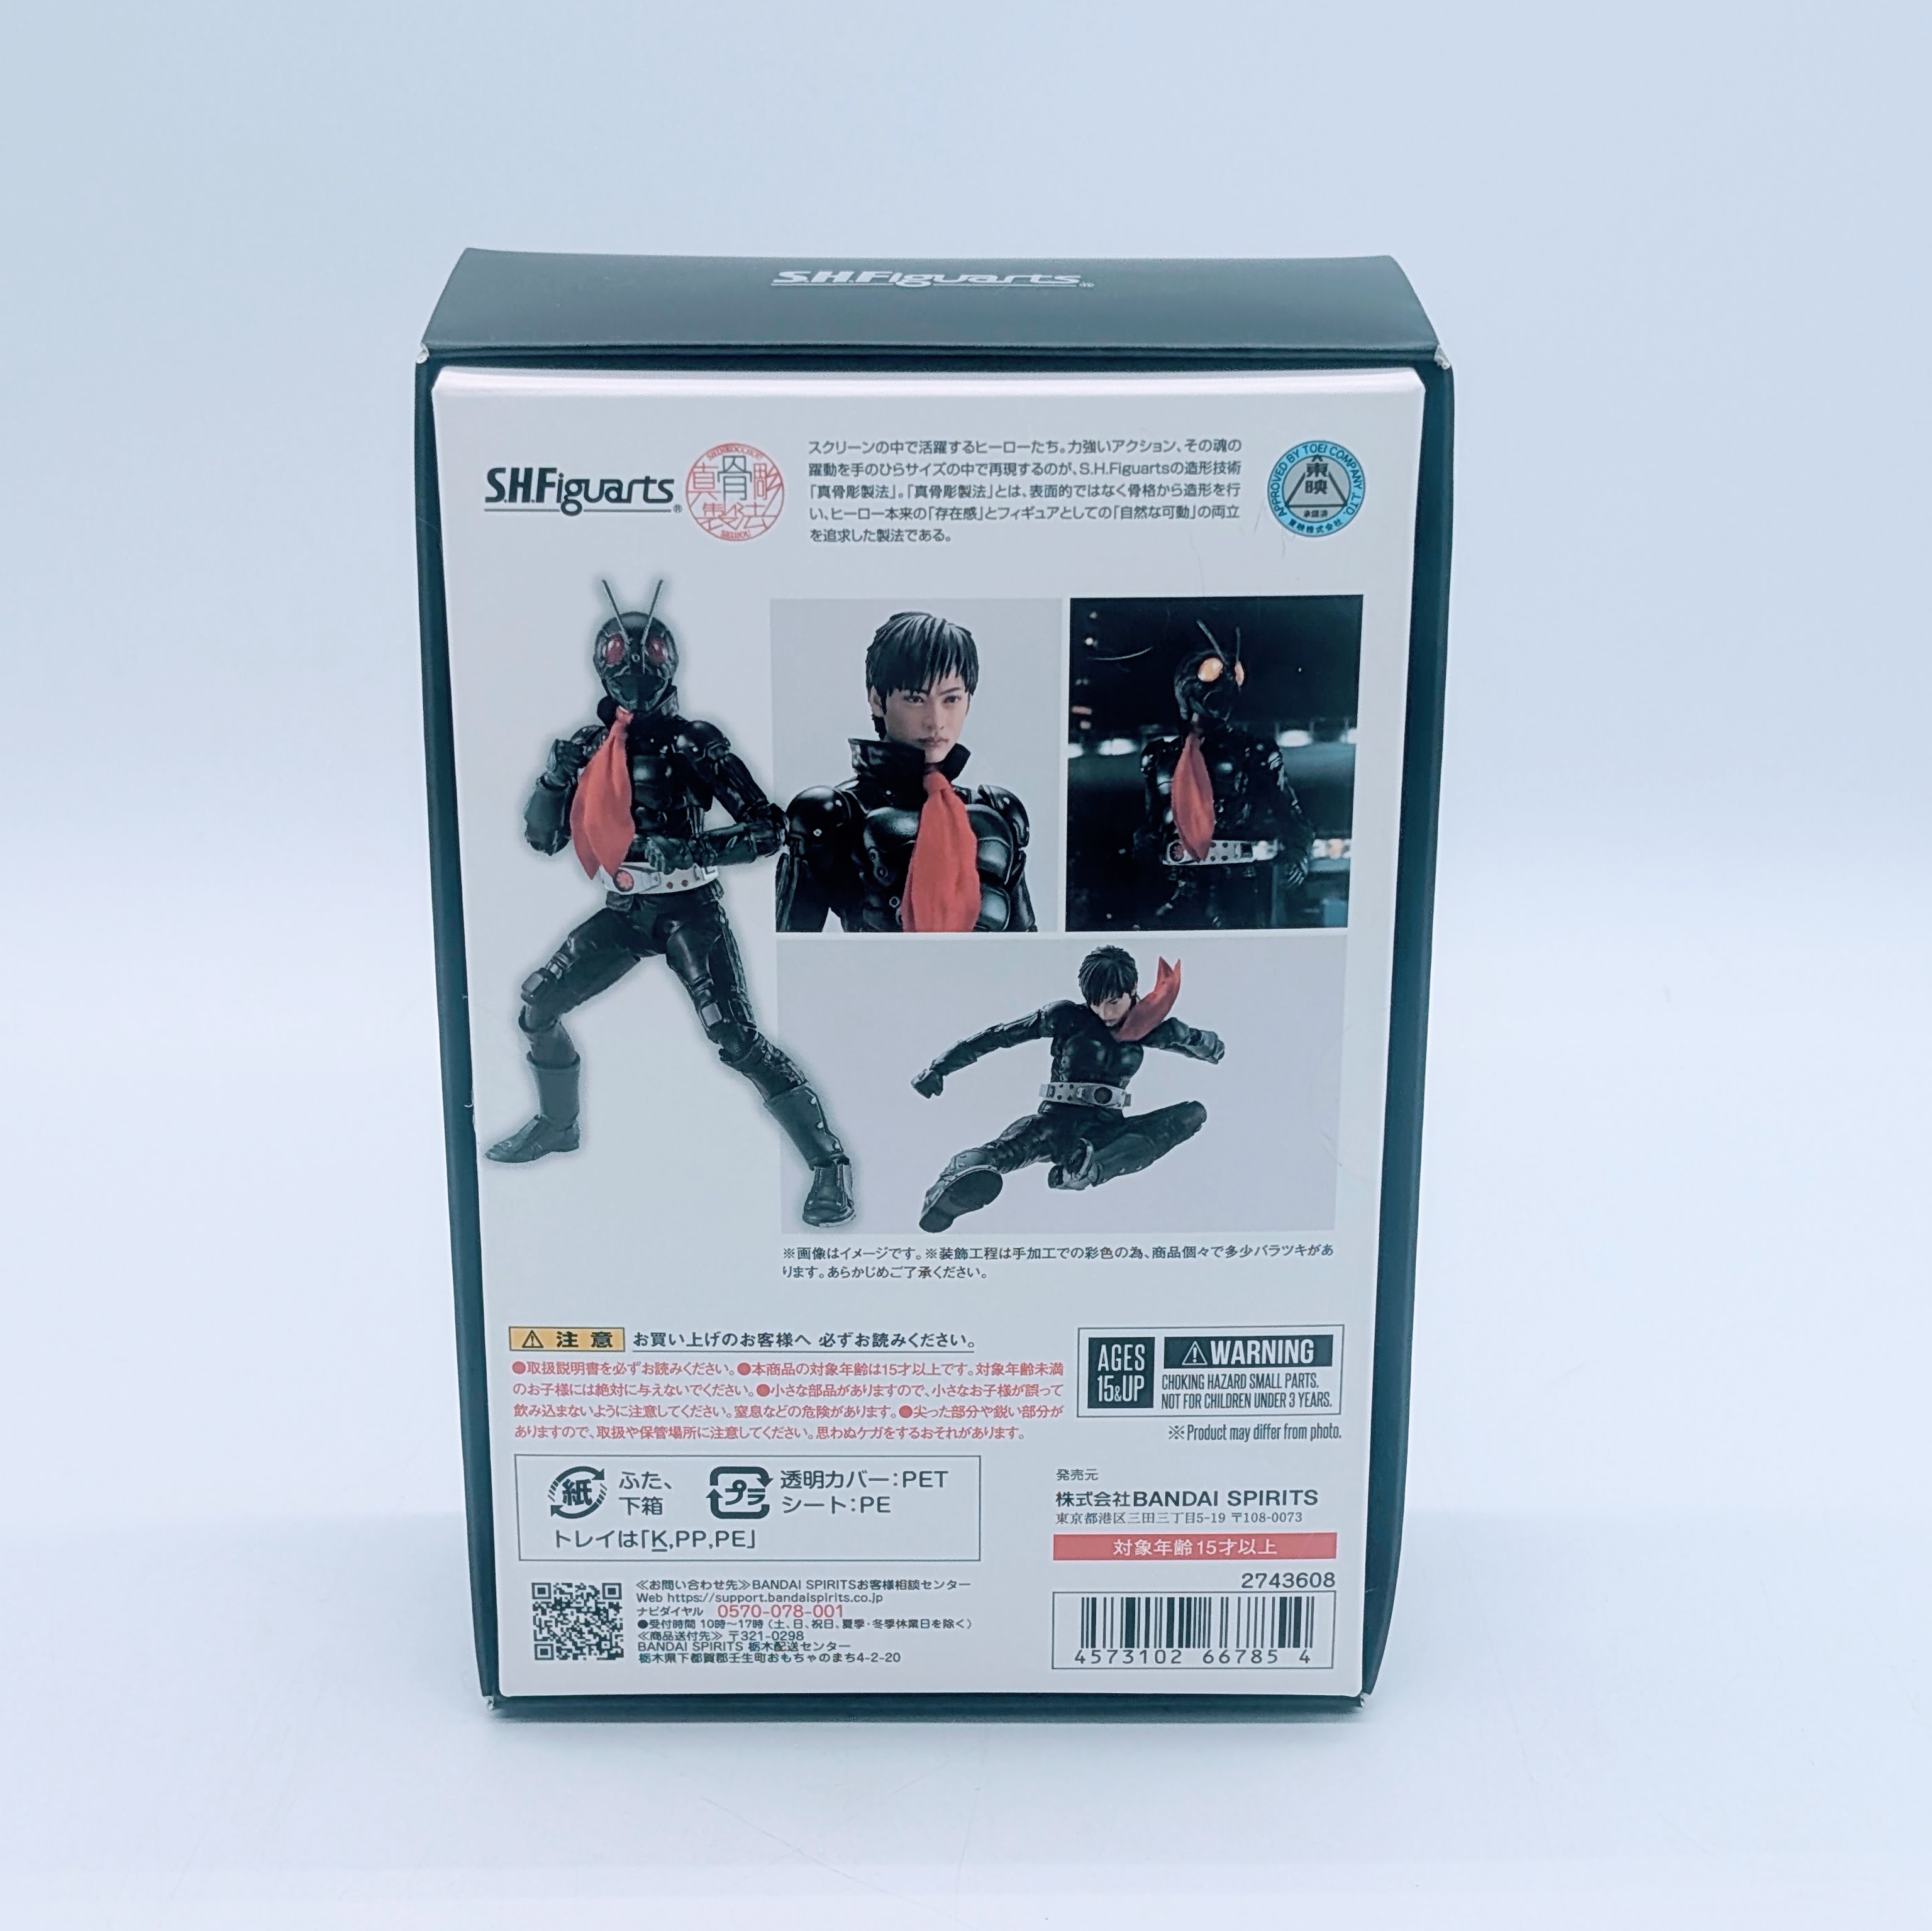 S.H.Figuarts®
S.H.Figuarts®
SHINKOCCHOU
真骨彫
製法
SEIHOU
スクリーンの中で活躍するヒーローたち。力強いアクション、その魂の
躍動を手のひらサイズの中で再現するのが、S.H.Figuartsの造形技術
「真骨彫製法」。「真骨彫製法」とは、表面的ではなく骨格から造形を行
い、ヒーロー本来の「存在感」とフィギュアとしての「自然な可動」の両立
を追求した製法である。
APPROVED BY TOEI COMPANY, LTD.
東映
承認済
東映株式会社
※画像はイメージです。※装飾工程は手加工での彩色の為、商品個々で多少バラツキがあ
ります。あらかじめご了承ください。
注意 お買い上げのお客様へ 必ずお読みください。
●取扱説明書を必ずお読みください。●本商品の対象年齢は15才以上です。対象年齢未満
のお子様には絶対に与えないでください。●小さな部品がありますので、小さなお子様が誤って
飲み込まないように注意してください。窒息などの危険があります。●尖った部分や鋭い部分が
ありますので、取扱や保管場所に注意してください。思わぬケガをするおそれがあります。
AGES
15&UP
WARNING
CHOKING HAZARD SMALL PARTS.
NOT FOR CHILDREN UNDER 3 YEARS.
※Product may differ from photo.
紙 ふた、
下箱
プラ 透明カバー:PET
シート:PE
トレイは「K,PP,PE」
発売元
株式会社BANDAI SPIRITS
東京都港区三田三丁目5-19 〒108-0073
対象年齢15才以上
≪お問い合わせ先≫BANDAI SPIRITSお客様相談センター
Web https://support.bandaispirits.co.jp
ナビダイヤル 0570-078-001
●受付時間 10時～17時（土、日、祝日、夏季・冬季休業日を除く）
≪商品送付先≫ 〒321-0298
BANDAI SPIRITS 栃木配送センター
栃木県下都賀郡壬生町おもちゃのまち4-2-20
2743608
4573102 66785 4